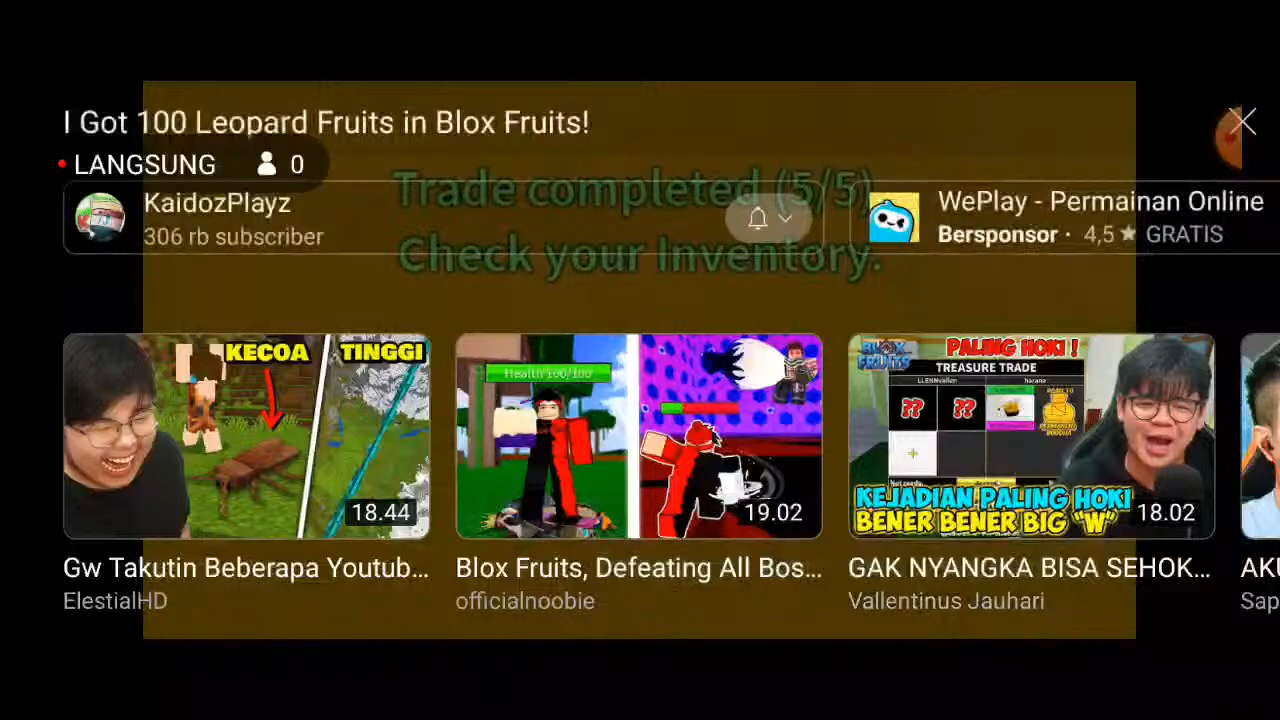 I Got 100 Leopard Fruits in Blox Fruits!
• LANGSUNG 0
Trade completed (5/5)
Check your Inventory.
KaidozPlayz
306 rb subscriber
WePlay - Permainan Online
Bersponsor · 4,5 ★ GRATIS
KECOA TINGGI
18.44
Health 100/100
19.02
BLOX FRUITS
PALING HOKI !
TREASURE TRADE
?? ??
KEJADIAN PALING HOKI
BENER BENER BIG "W"
18.02
Gw Takutin Beberapa Youtub...
ElestialHD
Blox Fruits, Defeating All Bos...
officialnoobie
GAK NYANGKA BISA SEHOK...
Vallentinus Jauhari
AKU
Sap